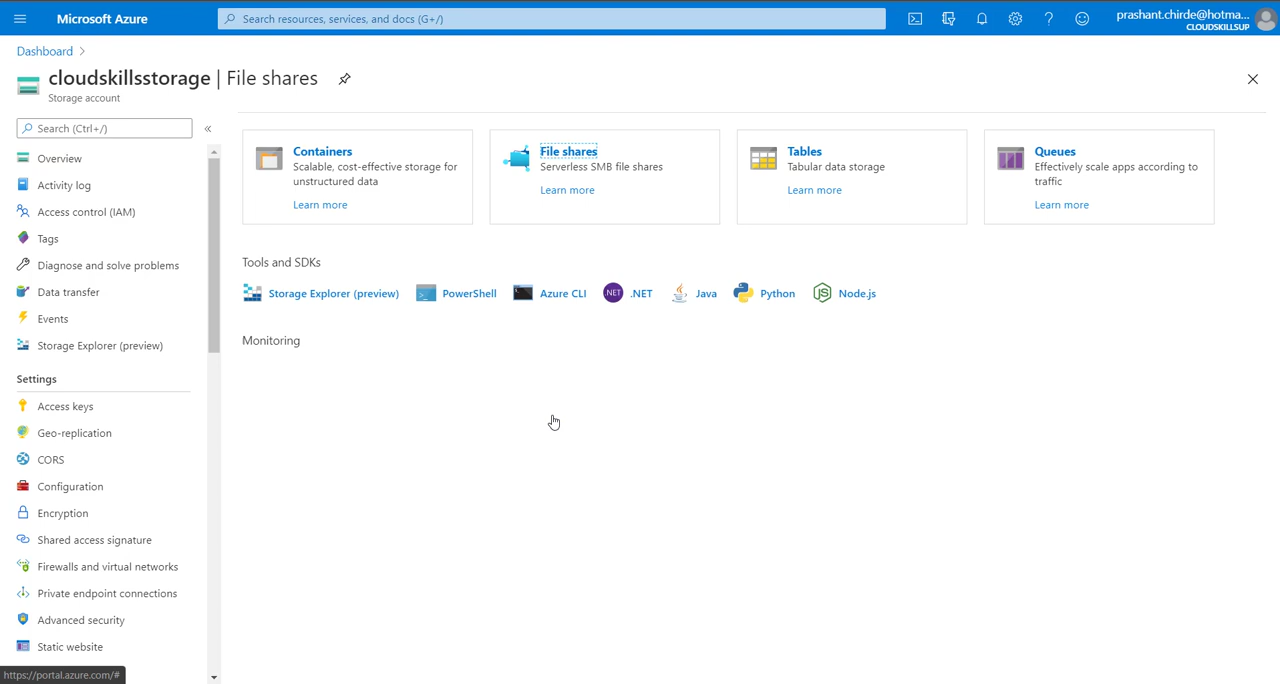 Microsoft Azure
Search resources, services, and docs (G+/)
prashant.chirde@hotma...
CLOUDSKILLSUP
Dashboard >
cloudskillsstorage | File shares
Storage account
Search (Ctrl+/)
«
Overview
Activity log
Access control (IAM)
Tags
Diagnose and solve problems
Data transfer
Events
Storage Explorer (preview)
Settings
Access keys
Geo-replication
CORS
Configuration
Encryption
Shared access signature
Firewalls and virtual networks
Private endpoint connections
Advanced security
Static website
https://portal.azure.com/#
Containers
Scalable, cost-effective storage for
unstructured data
Learn more
File shares
Serverless SMB file shares
Learn more
Tables
Tabular data storage
Learn more
Queues
Effectively scale apps according to
traffic
Learn more
Tools and SDKs
Storage Explorer (preview)
PowerShell
Azure CLI
NET .NET
Java
Python
Node.js
Monitoring